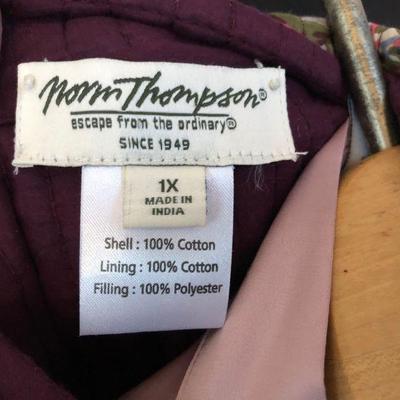 Norm Thompson®
escape from the ordinary®
SINCE 1949
1X
MADE IN
INDIA
Shell : 100% Cotton
Lining : 100% Cotton
Filling : 100% Polyester